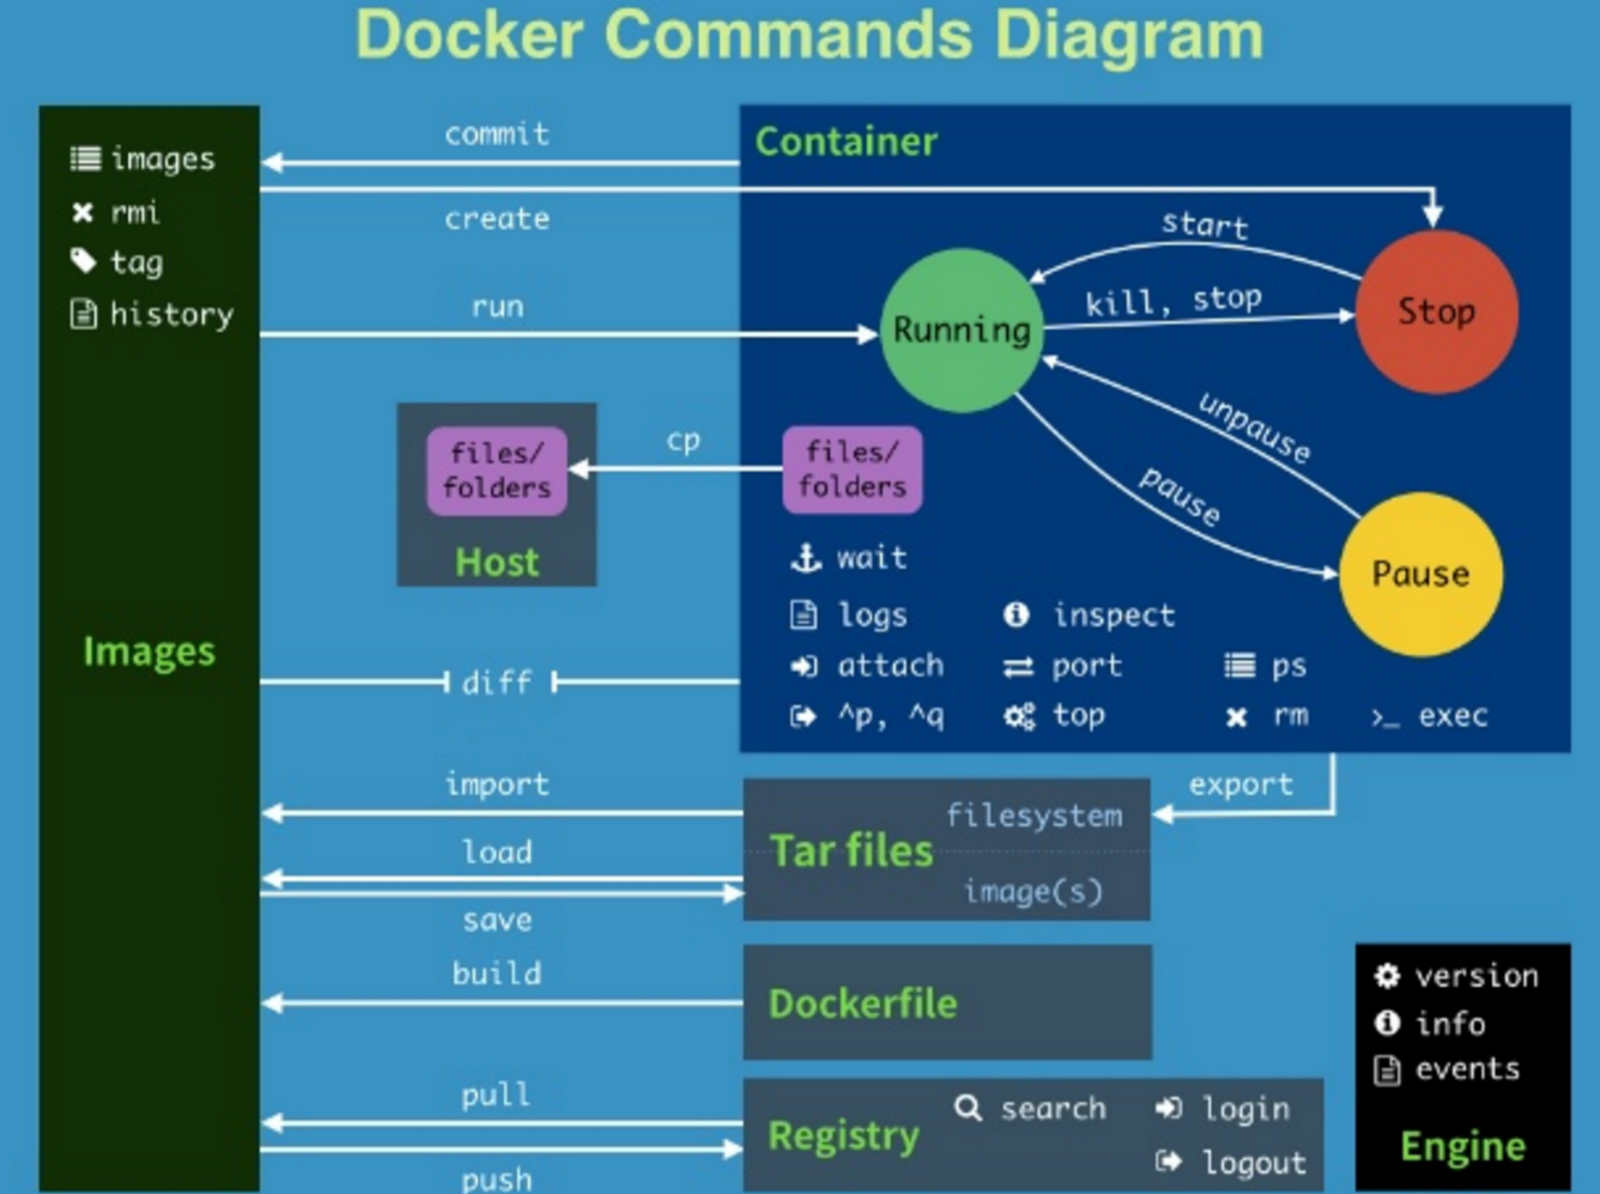 Docker Commands Diagram
images
rmi
tag
history
Images
commit
create
run
cp
files/
folders
Host
diff
import
load
save
build
pull
push
Container
start
kill, stop
Running
Stop
unpause
pause
Pause
files/
folders
wait
logs
inspect
attach
port
ps
^p, ^q
top
rm
>_ exec
export
Tar files
filesystem
image(s)
Dockerfile
Registry
search
login
logout
version
info
events
Engine